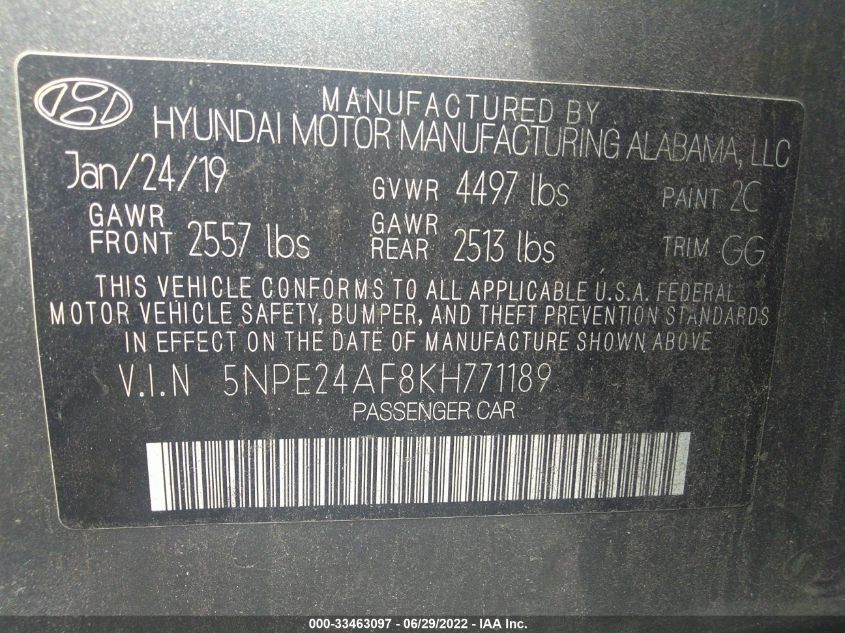 MANUFACTURED BY
HYUNDAI MOTOR MANUFACTURING ALABAMA, LLC
Jan/24/19 GVWR 4497 lbs PAINT 2C
GAWR FRONT 2557 lbs GAWR REAR 2513 lbs TRIM GG
THIS VEHICLE CONFORMS TO ALL APPLICABLE U.S.A. FEDERAL
MOTOR VEHICLE SAFETY, BUMPER, AND THEFT PREVENTION STANDARDS
IN EFFECT ON THE DATE OF MANUFACTURE SHOWN ABOVE
V.I.N 5NPE24AF8KH771189
PASSENGER CAR
000-33463097 - 06/29/2022 - IAA Inc.